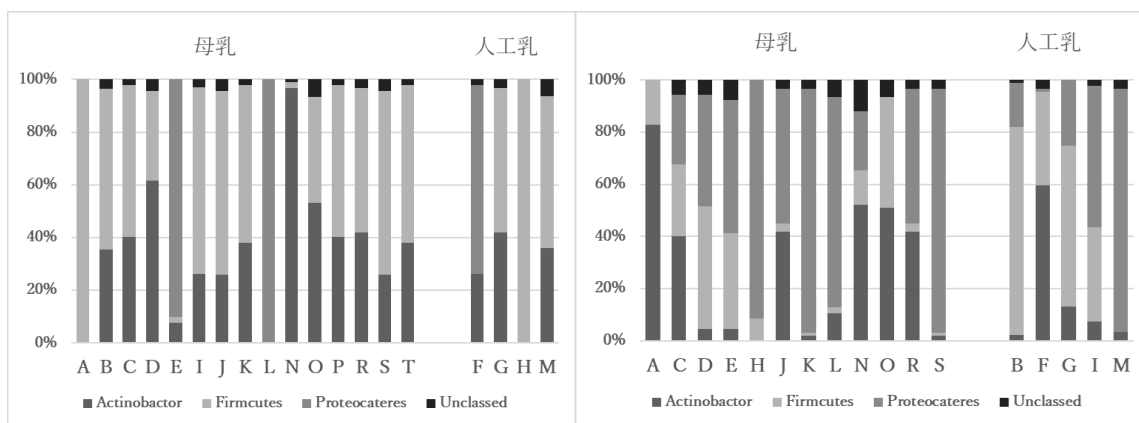 母乳 人工乳
100%
80%
60%
40%
20%
0%
A B C D E I J K L N O P R S T F G H M
Actinobactor Firmcutes Proteocateres Unclassed
母乳 人工乳
100%
80%
60%
40%
20%
0%
A C D E H J K L N O R S B F G I M
Actinobactor Firmcutes Proteocateres Unclassed